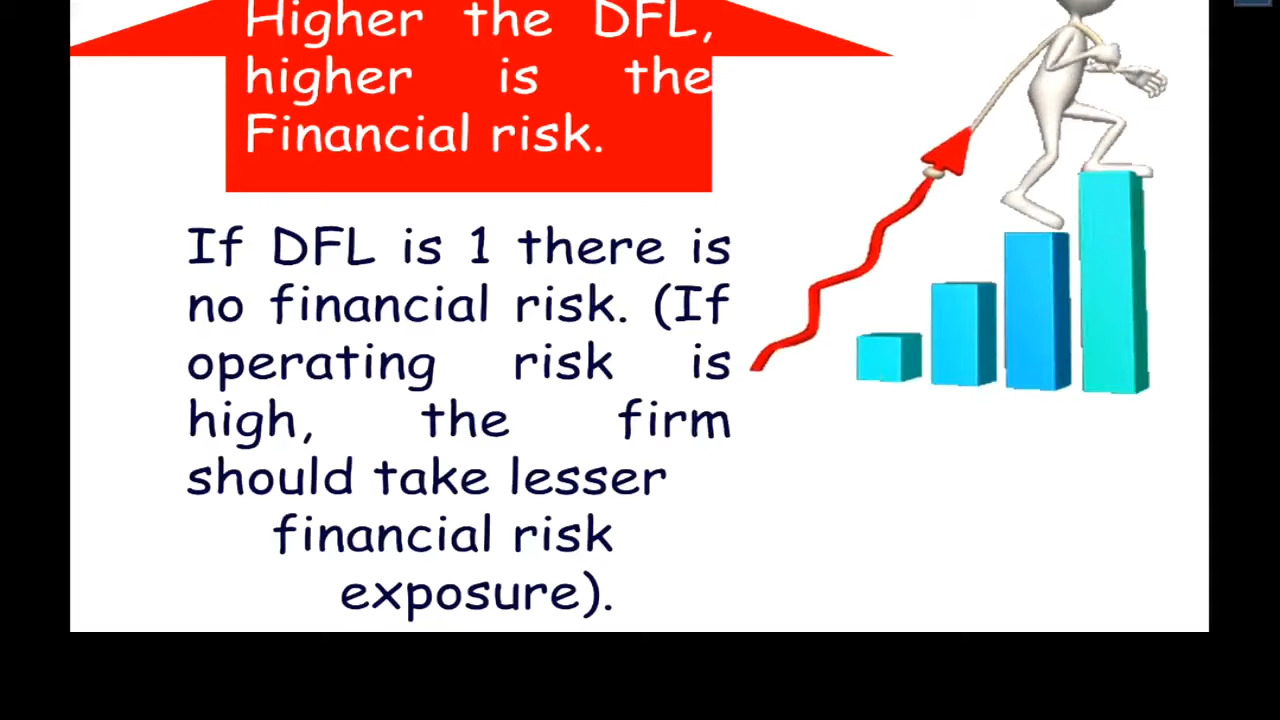 Higher the DFL,
higher is the
Financial risk.
If DFL is 1 there is
no financial risk. (If
operating risk is
high, the firm
should take lesser
financial risk
exposure).